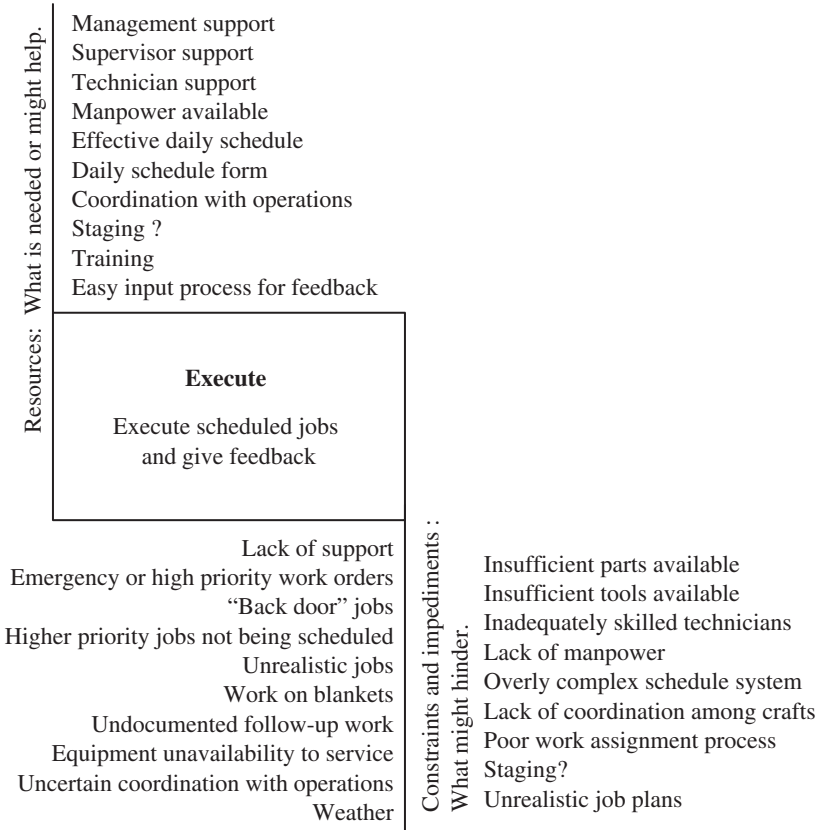 Resources: What is needed or might help.
Management support
Supervisor support
Technician support
Manpower available
Effective daily schedule
Daily schedule form
Coordination with operations
Staging ?
Training
Easy input process for feedback
Execute
Execute scheduled jobs
and give feedback
Lack of support
Emergency or high priority work orders
“Back door” jobs
Higher priority jobs not being scheduled
Unrealistic jobs
Work on blankets
Undocumented follow-up work
Equipment unavailability to service
Uncertain coordination with operations
Weather
Constraints and impediments :
What might hinder.
Insufficient parts available
Insufficient tools available
Inadequately skilled technicians
Lack of manpower
Overly complex schedule system
Lack of coordination among crafts
Poor work assignment process
Staging?
Unrealistic job plans